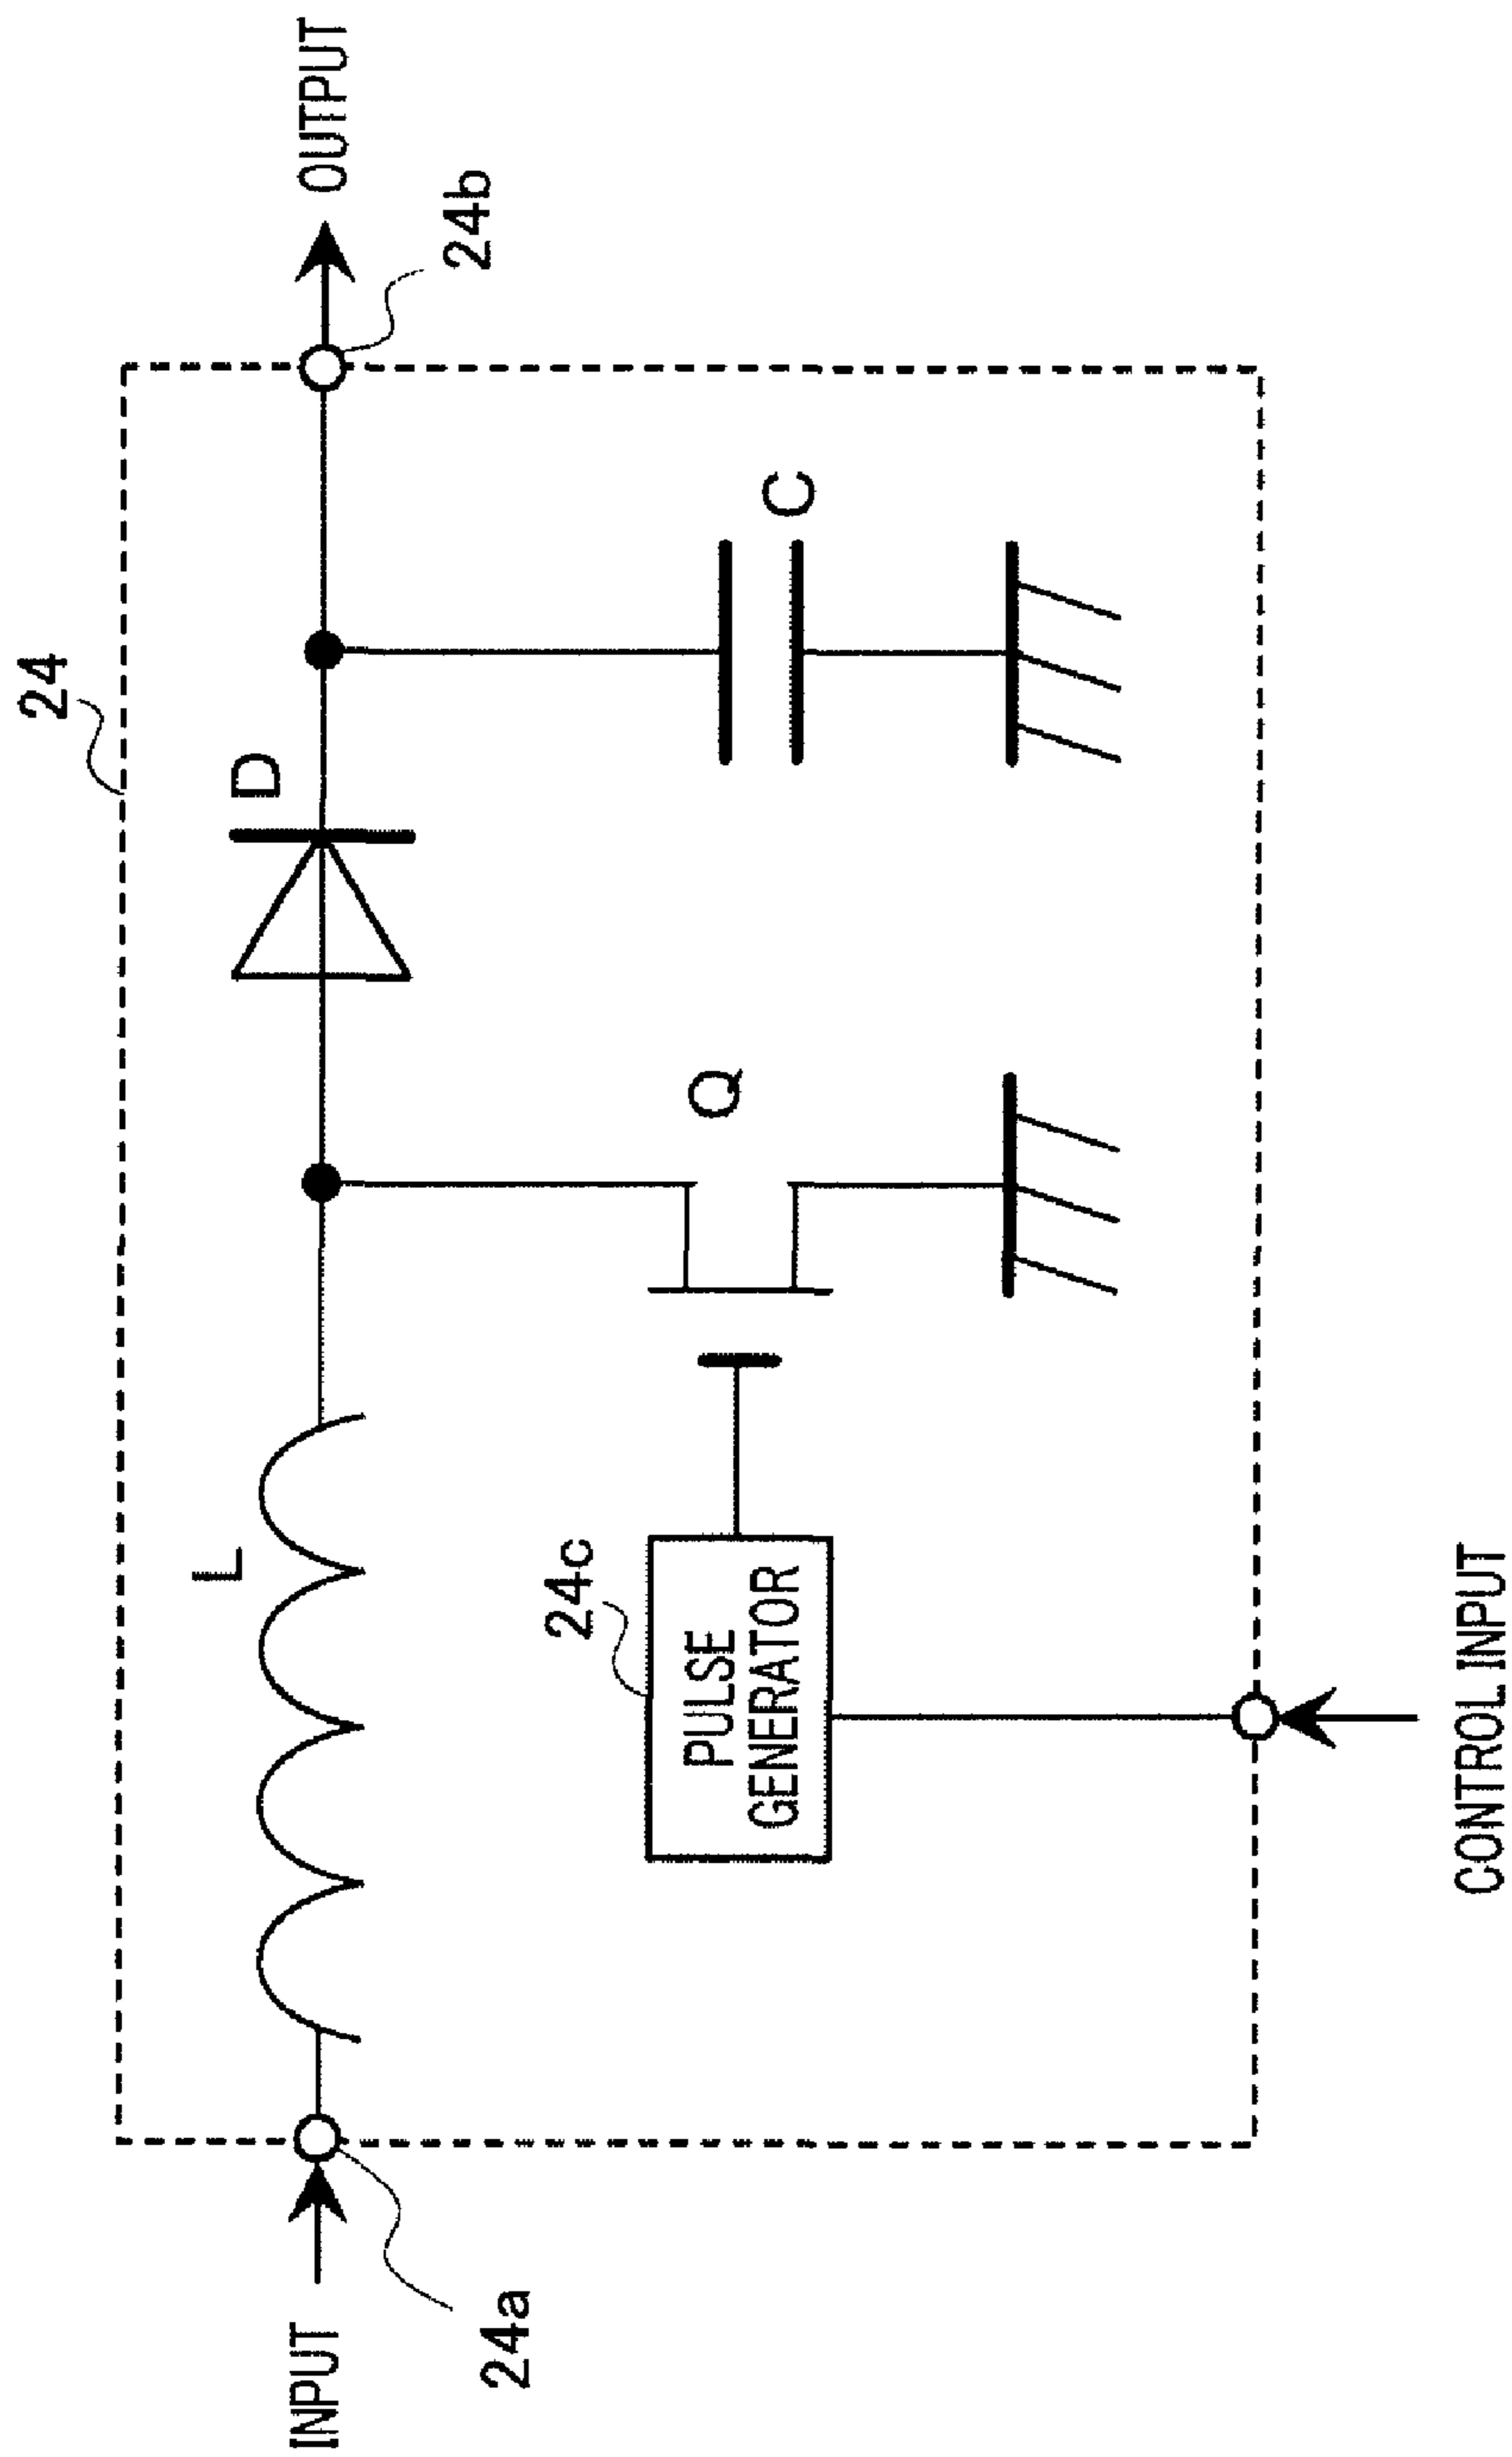 24
INPUT
24a
L
D
OUTPUT
24b
24c
PULSE
GENERATOR
Q
C
CONTROL INPUT